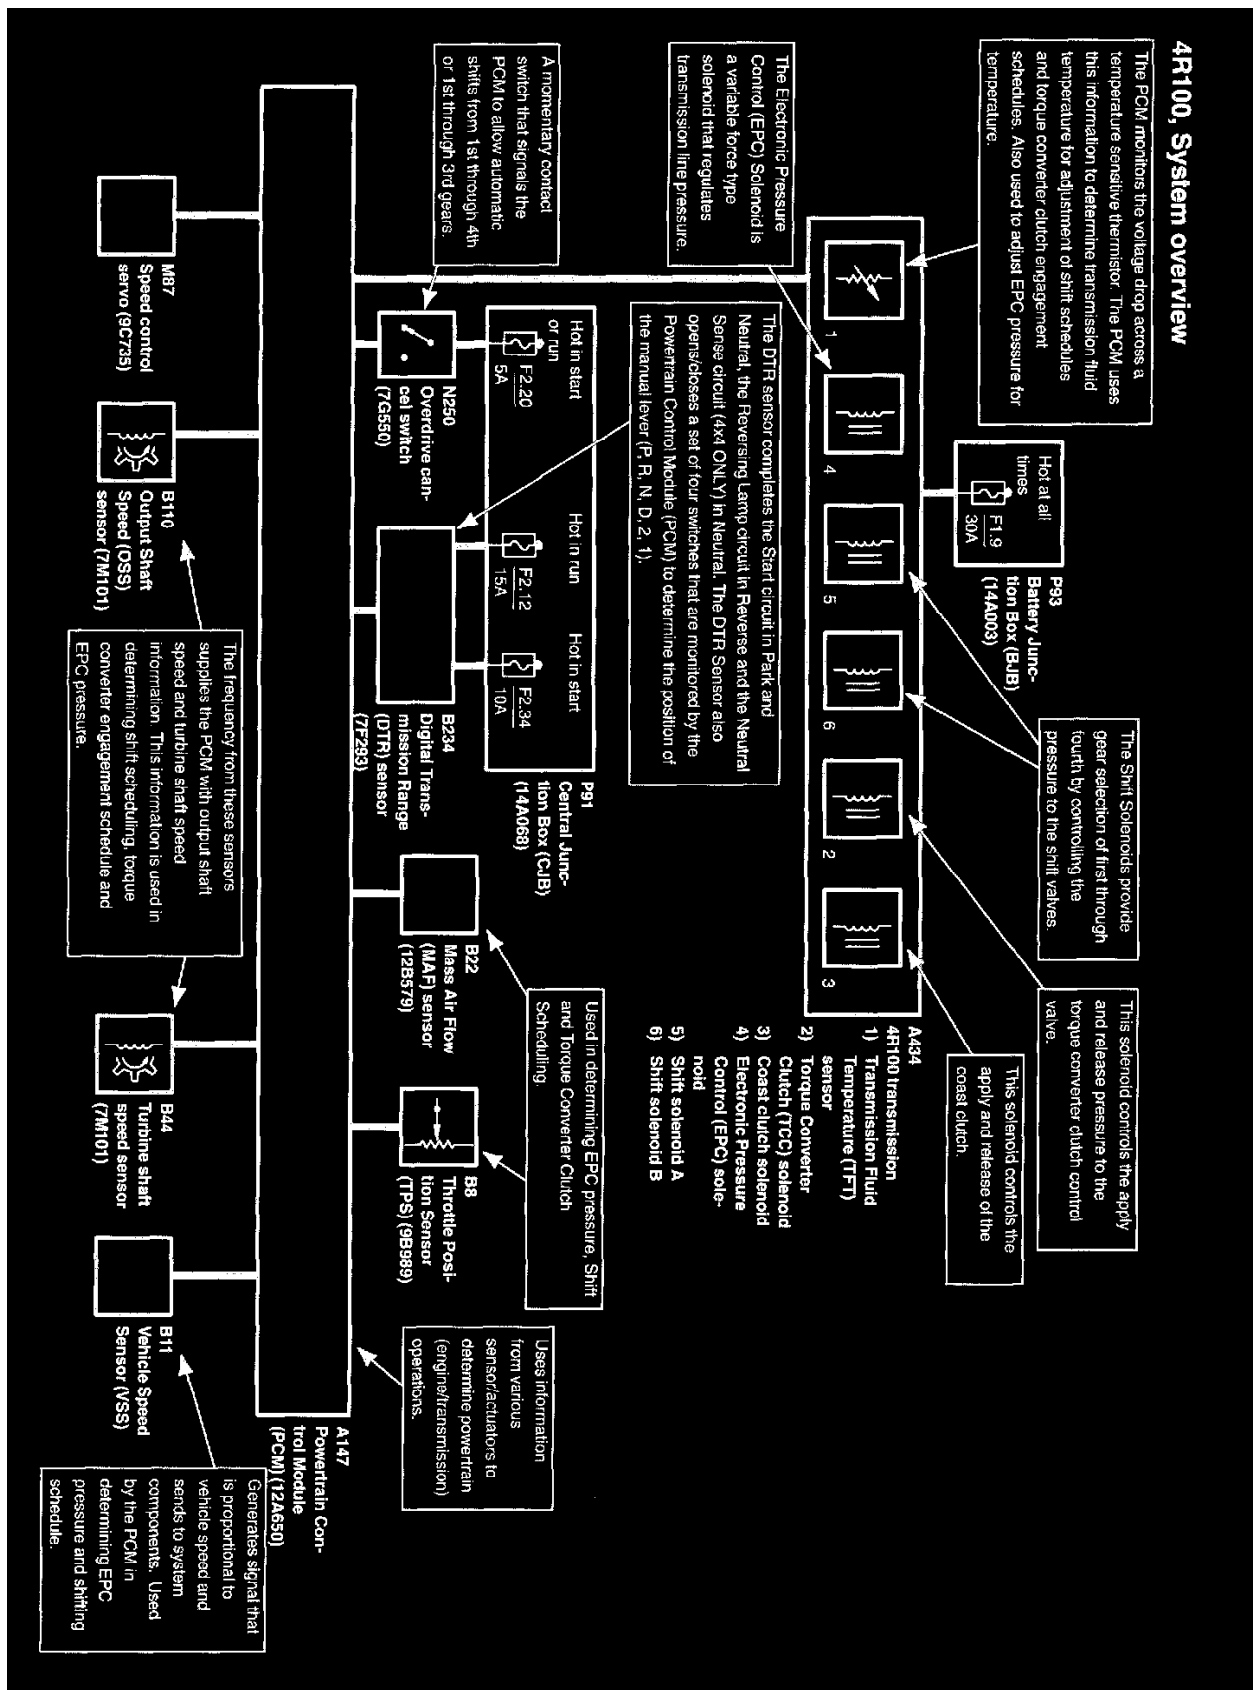 4R100, System overview
The PCM monitors the voltage drop across a
temperature sensitive thermistor. The PCM uses
this information to determine transmission fluid
temperature for adjustment of shift schedules
and torque converter clutch engagement
schedules. Also used to adjust EPC pressure for
temperature.
The Shift Solenoids provide
gear selection of first through
fourth by controlling the
pressure to the shift valves.
This solenoid controls the apply
and release pressure to the
torque converter clutch control
valve.
This solenoid controls the
apply and release of the
coast clutch.
Hot at all
times
F1.9
30A
P93
Battery Junc-
tion Box (BJB)
(14A003)
1
4
5
6
2
3
A434
4R100 transmission
1) Transmission Fluid
Temperature (TFT)
sensor
2) Torque Converter
Clutch (TCC) solenoid
3) Coast clutch solenoid
4) Electronic Pressure
Control (EPC) sole-
noid
5) Shift solenoid A
6) Shift solenoid B
The Electronic Pressure
Control (EPC) Solenoid is
a variable force type
solenoid that regulates
transmission line pressure.
The DTR sensor completes the Start circuit in Park and
Neutral, the Reversing Lamp circuit in Reverse and the Neutral
Sense circuit (4x4 ONLY) in Neutral. The DTR Sensor also
opens/closes a set of four switches that are monitored by the
Powertrain Control Module (PCM) to determine the position of
the manual lever (P, R, N, D, 2, 1).
A momentary contact
switch that signals the
PCM to allow automatic
shifts from 1st through 4th
or 1st through 3rd gears.
Hot in start
or run
F2.20
5A
Hot in run
F2.12
15A
Hot in start
F2.34
10A
P91
Central Junc-
tion Box (CJB)
(14A068)
Used in determining EPC pressure, Shift
and Torque Converter Clutch
Scheduling.
N250
Overdrive can-
cel switch
(7G550)
B234
Digital Trans-
mission Range
(DTR) sensor
(7F293)
B22
Mass Air Flow
(MAF) sensor
(12B579)
B8
Throttle Posi-
tion Sensor
(TPS) (9B989)
Uses information
from various
sensor/actuators to
determine powertrain
(engine/transmission)
operations.
A147
Powertrain Con-
trol Module
(PCM) (12A650)
M87
Speed control
servo (9C735)
B110
Output Shaft
Speed (OSS)
sensor (7M101)
The frequency from these sensors
supplies the PCM with output shaft
speed and turbine shaft speed
information. This information is used in
determining shift scheduling, torque
converter engagement schedule and
EPC pressure.
B44
Turbine shaft
speed sensor
(7M101)
B11
Vehicle Speed
Sensor (VSS)
Generates signal that
is proportional to
vehicle speed and
sends to system
components. Used
by the PCM in
determining EPC
pressure and shifting
schedule.